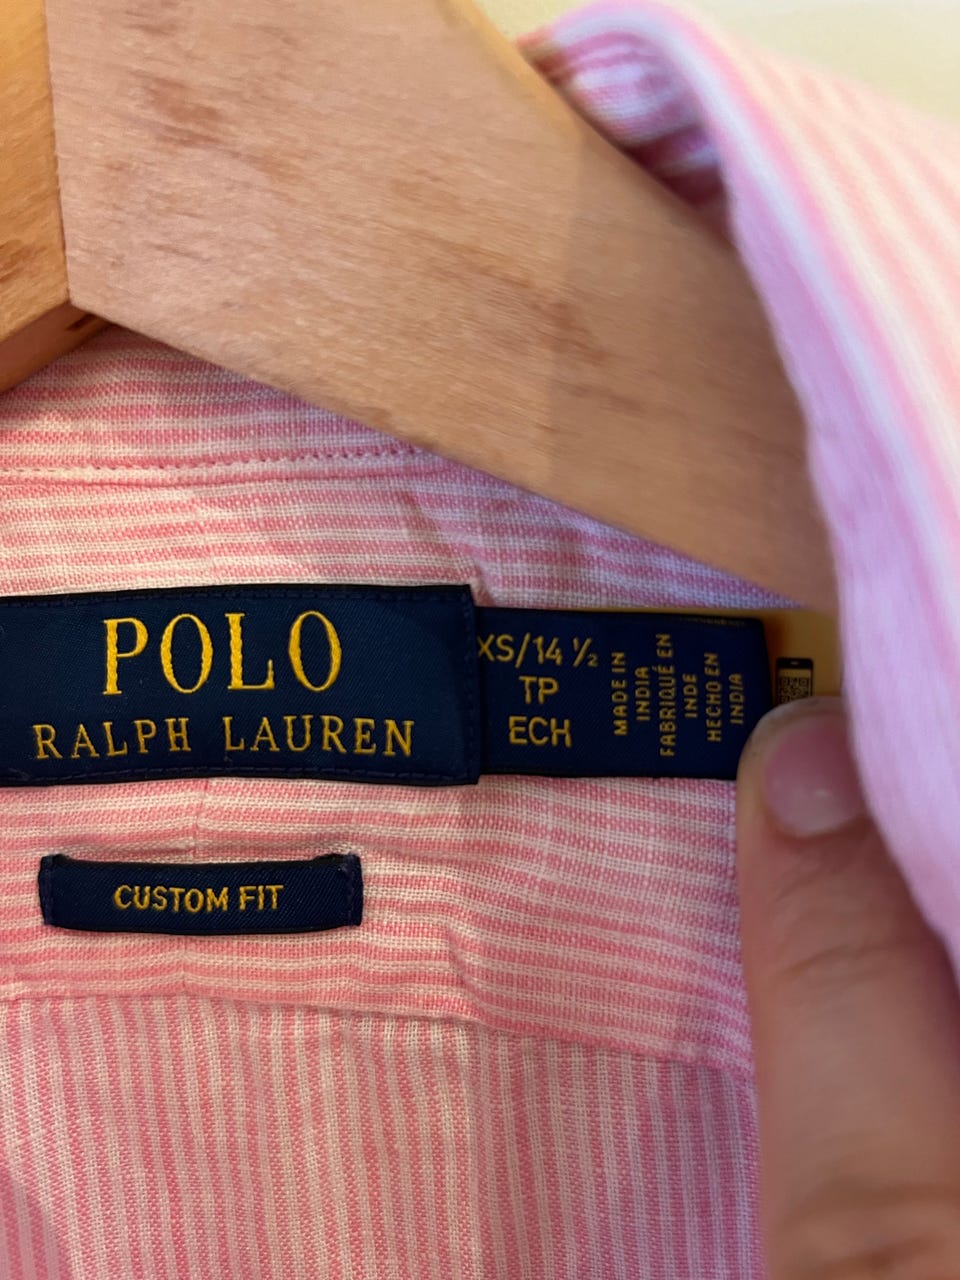 POLO
RALPH LAUREN
XS/14 ½
TP
ECH
MADE IN
INDIA
FABRIQUÉ EN
INDE
HECHO EN
INDIA
CUSTOM FIT